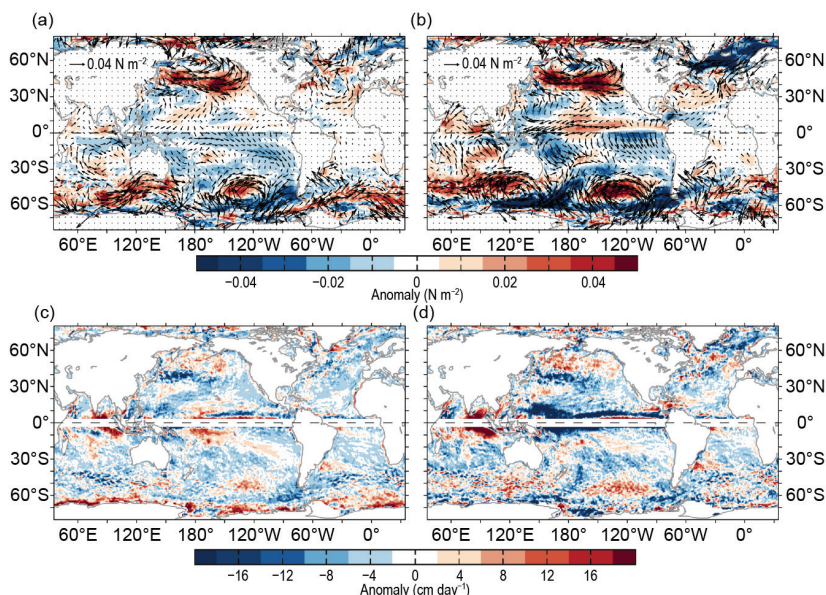 (a) (b)
60°N 0.04 N m⁻² 0.04 N m⁻² 60°N
30°N 30°N
0° 0°
30°S 30°S
60°S 60°S
60°E 120°E 180° 120°W 60°W 0° 60°E 120°E 180° 120°W 60°W 0°
−0.04 −0.02 0 0.02 0.04
Anomaly (N m⁻²)
(c) (d)
60°N 60°N
30°N 30°N
0° 0°
30°S 30°S
60°S 60°S
60°E 120°E 180° 120°W 60°W 0° 60°E 120°E 180° 120°W 60°W 0°
−16 −12 −8 −4 0 4 8 12 16
Anomaly (cm day⁻¹)